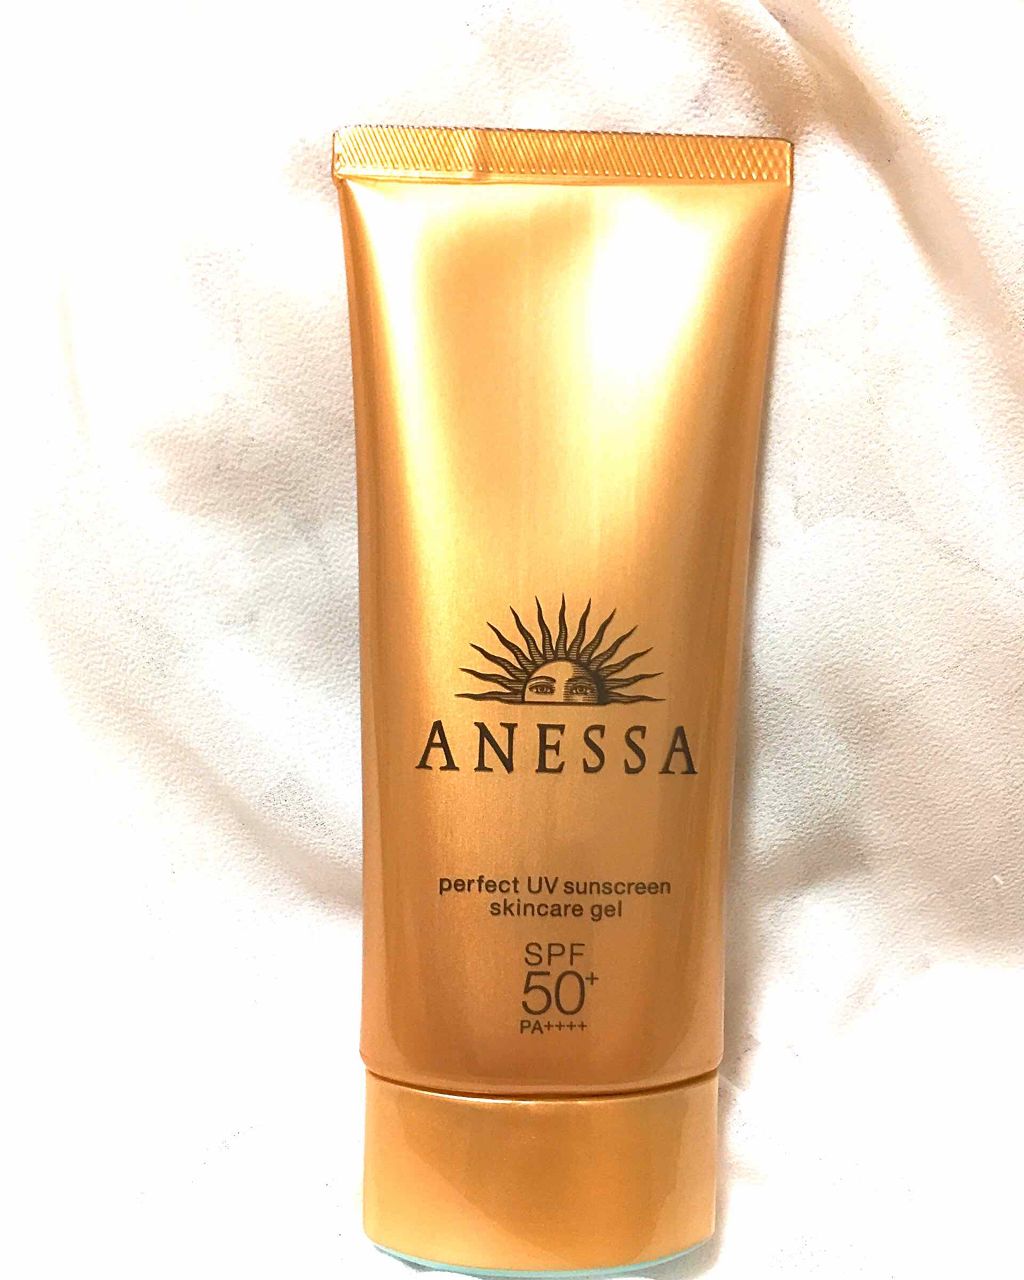 ANESSA
perfect UV sunscreen
skincare gel
SPF
50+
PA++++